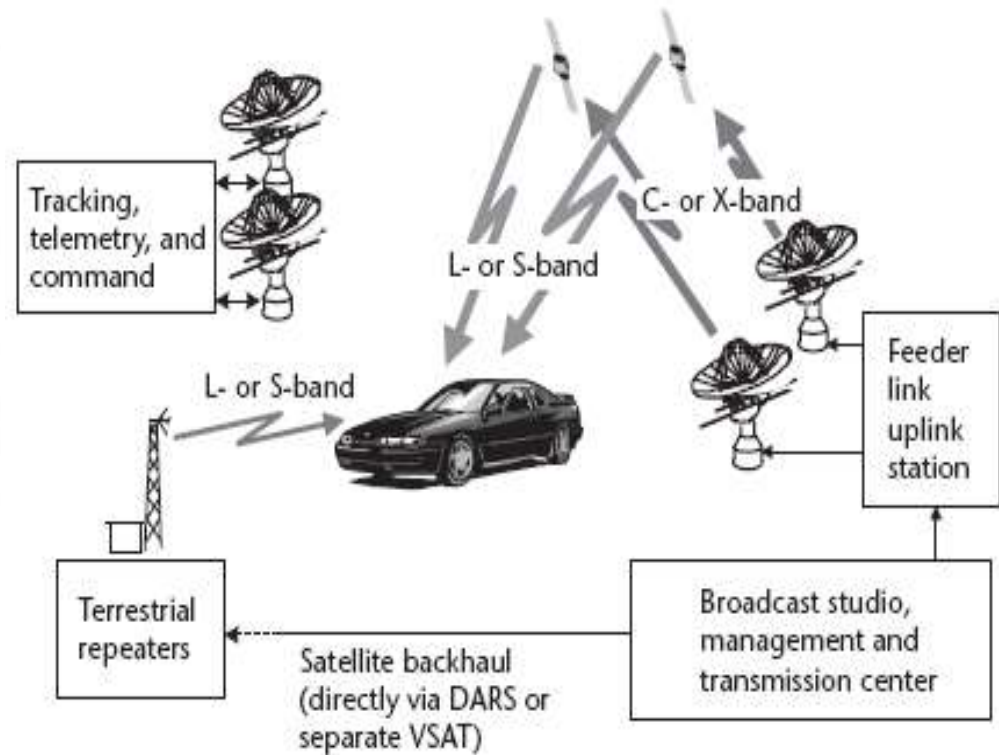 Tracking,
telemetry, and
command
C- or X-band
L- or S-band
L- or S-band
Feeder
link
uplink
station
Terrestrial
repeaters
Satellite backhaul
(directly via DARS or
separate VSAT)
Broadcast studio,
management and
transmission center